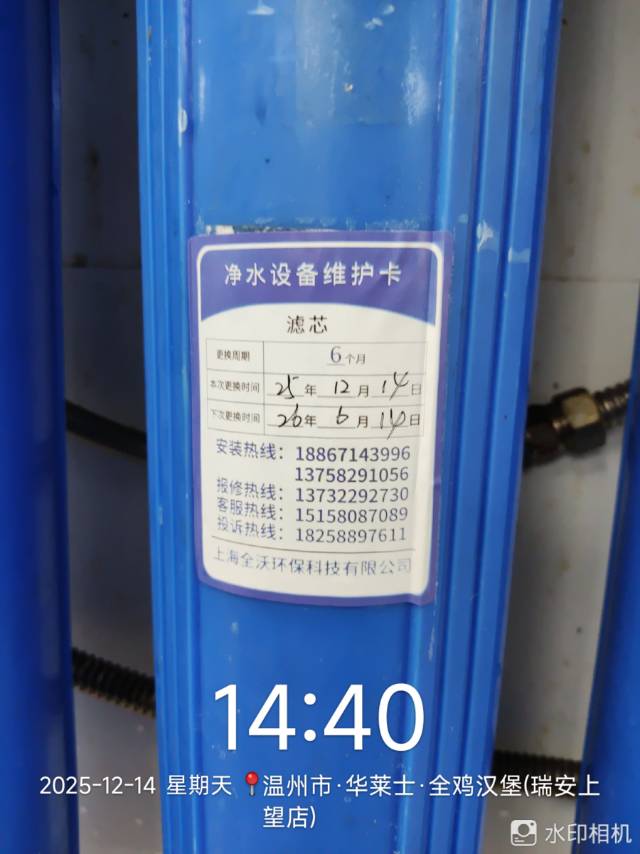 净水设备维护卡
滤芯
更换周期 6个月
本次更换时间 25年 12月 14日
下次更换时间 26年 6月 14日
安装热线：18867143996
13758291056
报修热线：13732292730
客服热线：15158087089
投诉热线：18258897611
上海全沃环保科技有限公司
14:40
2025-12-14 星期天 📍温州市·华莱士·全鸡汉堡(瑞安上
望店)
水印相机